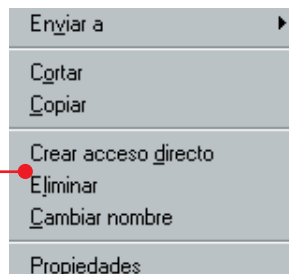 Enviar a
Cortar
Copiar
Crear acceso directo
Eliminar
Cambiar nombre
Propiedades